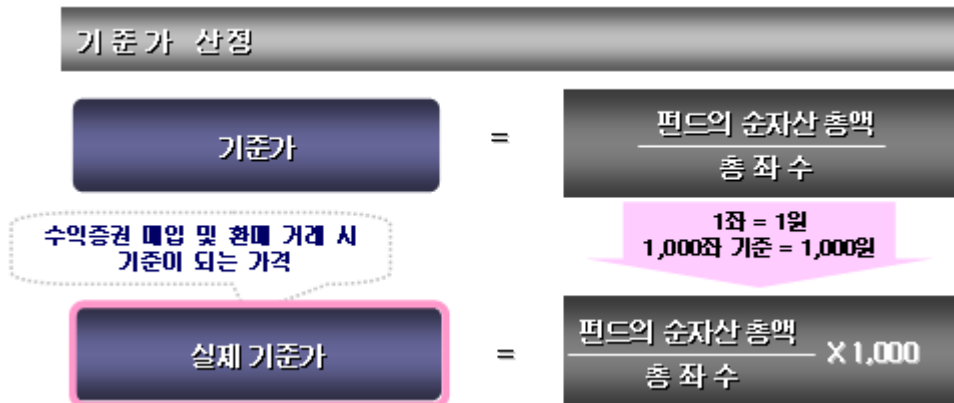 기준가 산정
기준가
=
펀드의 순자산 총액
총 좌 수
수익증권 매입 및 환매 거래 시
기준이 되는 가격
1좌 = 1원
1,000좌 기준 = 1,000원
실제 기준가
=
펀드의 순자산 총액
총 좌 수
X 1,000